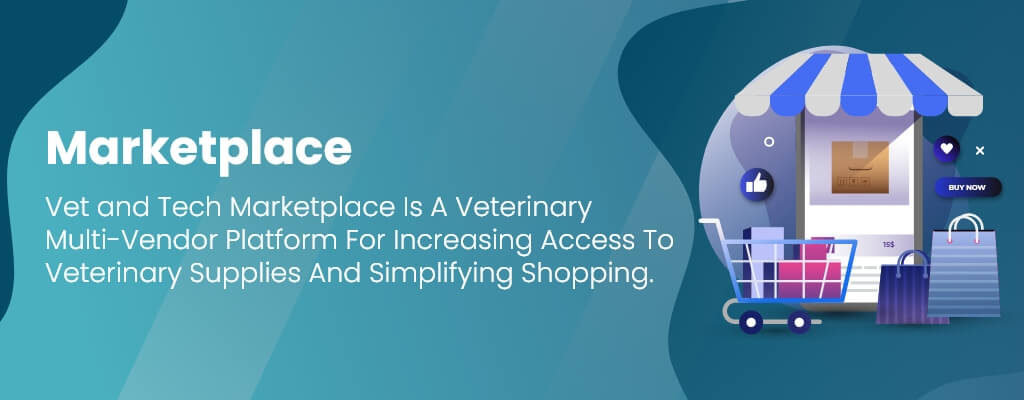 Marketplace
Vet and Tech Marketplace Is A Veterinary
Multi-Vendor Platform For Increasing Access To
Veterinary Supplies And Simplifying Shopping.
BUY NOW
15$